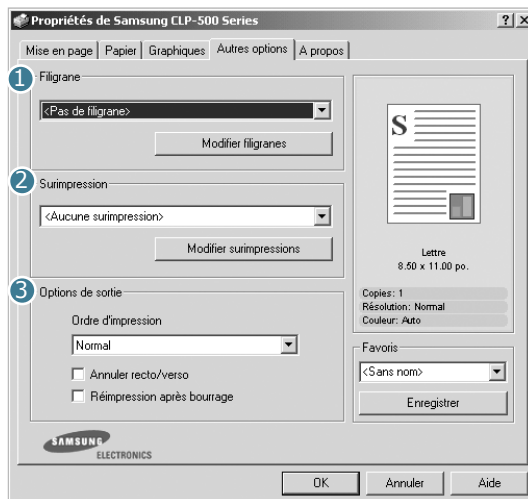 Propriétés de Samsung CLP-500 Series
Mise en page Papier Graphiques Autres options A propos
1 Filigrane
<Pas de filigrane>
Modifier filigranes
2 Surimpression
<Aucune surimpression>
Modifier surimpressions
3 Options de sortie
Ordre d'impression
Normal
Annuler recto/verso
Réimpression après bourrage
SAMSUNG
ELECTRONICS
S
Lettre
8.50 x 11.00 po.
Copies: 1
Résolution: Normal
Couleur: Auto
Favoris
<Sans nom>
Enregistrer
OK Annuler Aide